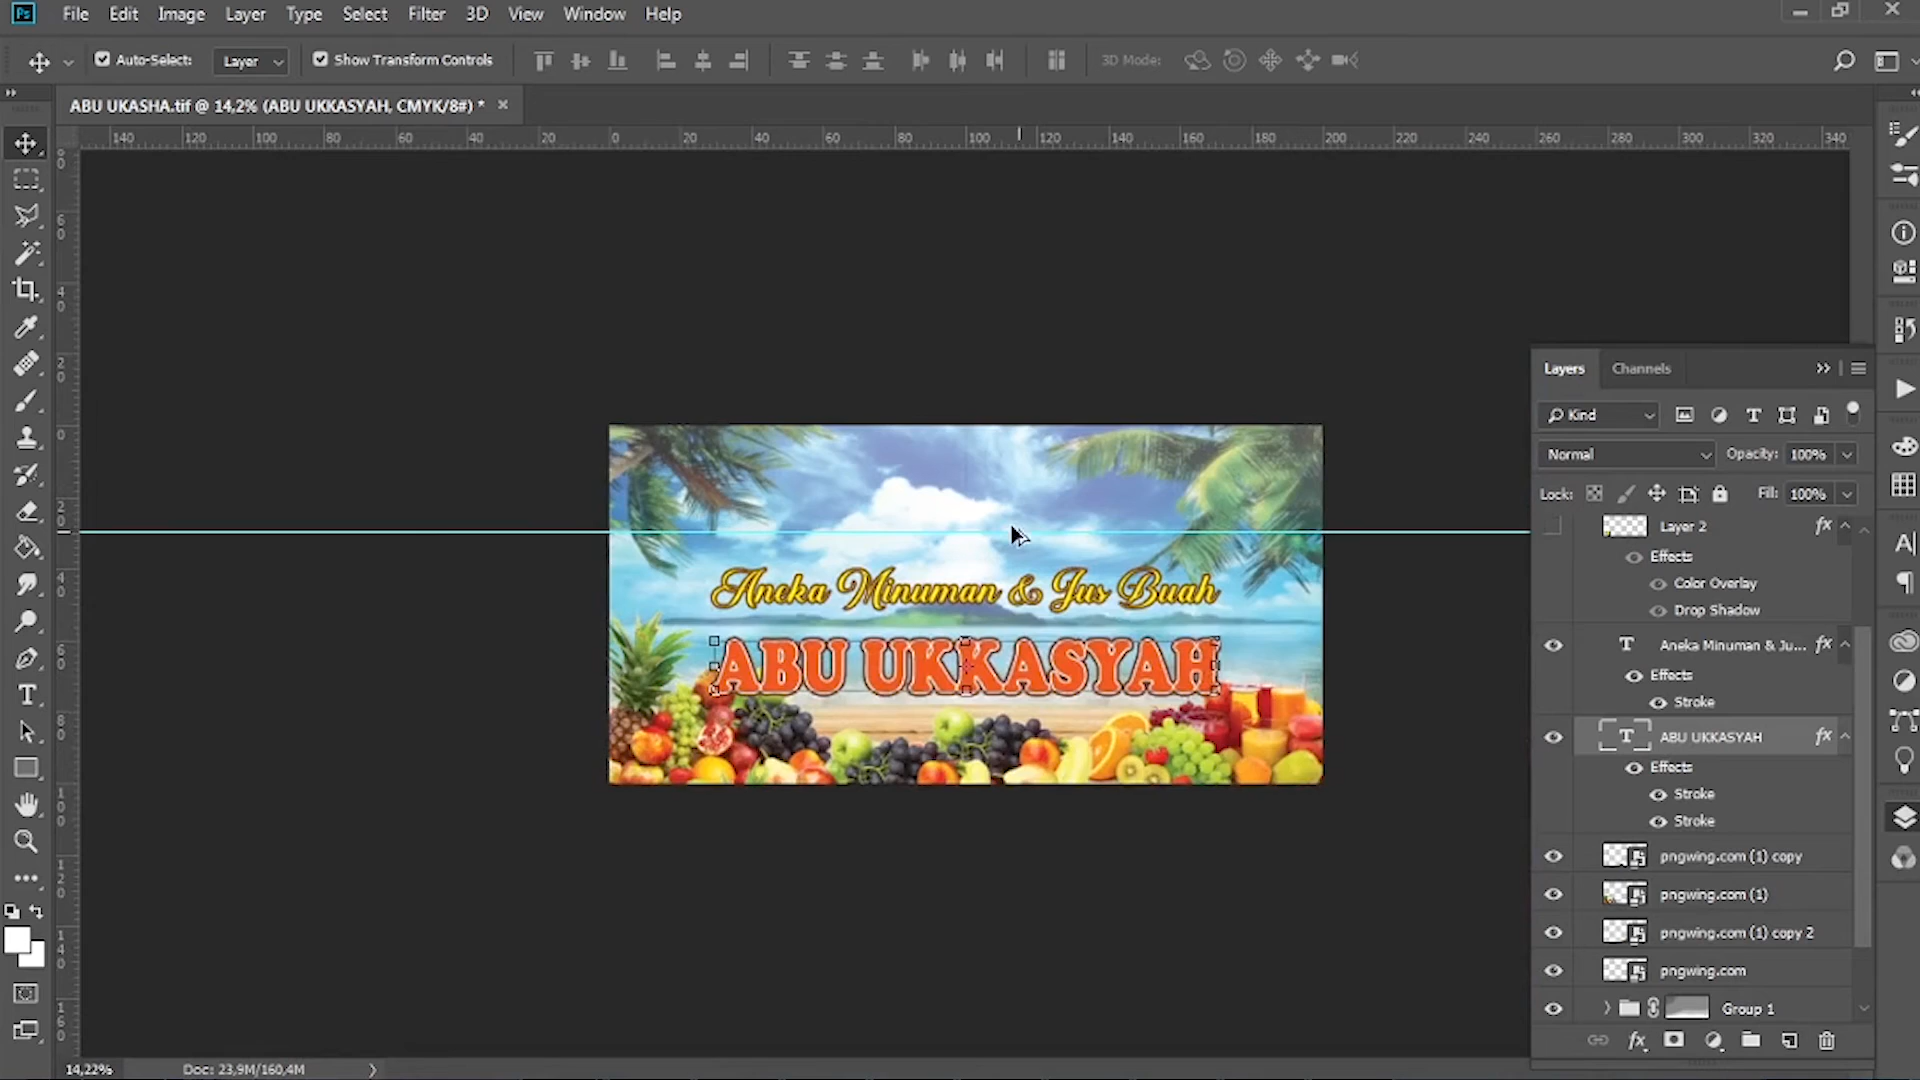 File Edit Image Layer Type Select Filter 3D View Window Help
Auto-Select: Layer Show Transform Controls 3D Mode:
ABU UKASHA.tif @ 14,2% (ABU UKKASYAH, CMYK/8#) *
140 120 100 80 60 40 20 0 20 40 60 80 100 120 140 160 180 200 220 240 260 280 300 320 340
Aneka Minuman & Jus Buah
ABU UKKASYAH
Layers Channels
Kind
Normal Opacity: 100%
Lock: Fill: 100%
Layer 2 fx
Effects
Color Overlay
Drop Shadow
T Aneka Minuman & Ju... fx
Effects
Stroke
T ABU UKKASYAH fx
Effects
Stroke
Stroke
pngwing.com (1) copy
pngwing.com (1)
pngwing.com (1) copy 2
pngwing.com
Group 1
14,22% Doc: 23,9M/160,4M